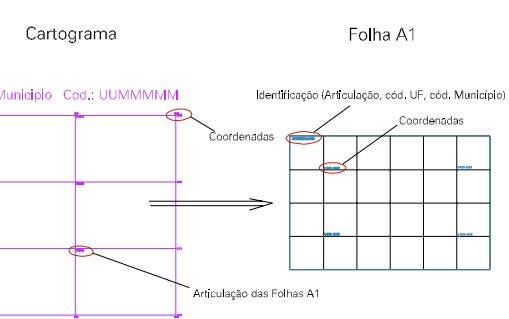 Cartograma
Folha A1
Municipio Cod.: UUMMMMM
Identificação (Articulação, cód. UF, cód. Município)
Coordenadas
Coordenadas
Articulação das Folhas A1